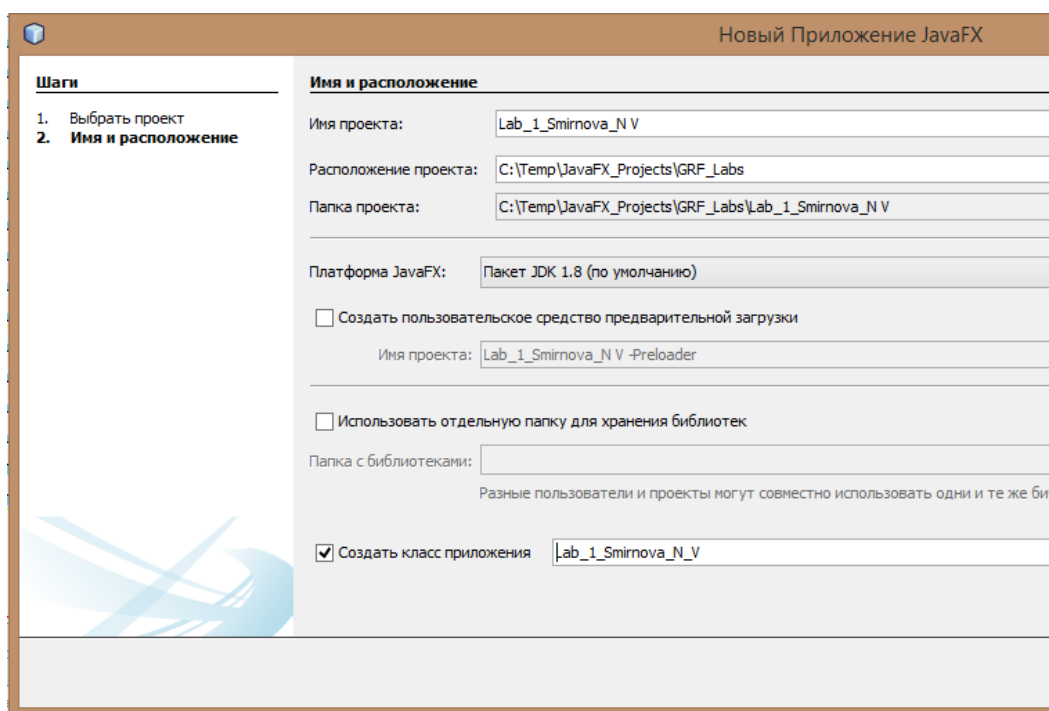 Новый Приложение JavaFX
Шаги
1. Выбрать проект
2. Имя и расположение
Имя и расположение
Имя проекта: Lab_1_Smirnova_N V
Расположение проекта: C:\Temp\JavaFX_Projects\GRF_Labs
Папка проекта: C:\Temp\JavaFX_Projects\GRF_Labs\Lab_1_Smirnova_N V
Платформа JavaFX: Пакет JDK 1.8 (по умолчанию)
Создать пользовательское средство предварительной загрузки
Имя проекта: Lab_1_Smirnova_N V -Preloader
Использовать отдельную папку для хранения библиотек
Папка с библиотеками:
Разные пользователи и проекты могут совместно использовать одни и те же би
Создать класс приложения Lab_1_Smirnova_N_V